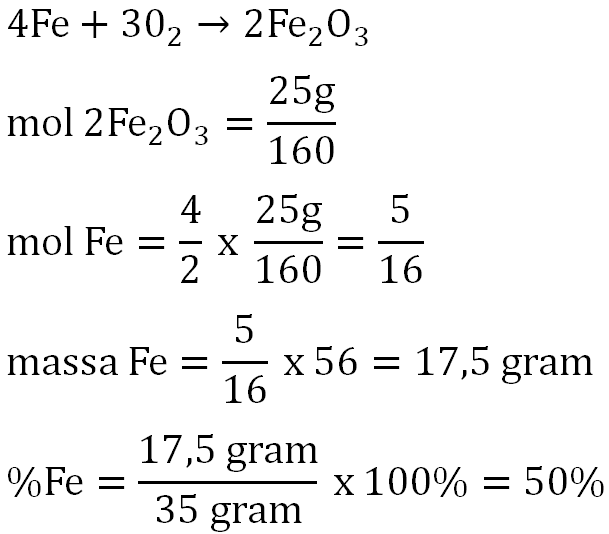 4Fe + 30₂ → 2Fe₂O₃
mol 2Fe₂O₃ = 25g/160
mol Fe = 4/2 x 25g/160 = 5/16
massa Fe = 5/16 x 56 = 17,5 gram
%Fe = 17,5 gram/35 gram x 100% = 50%